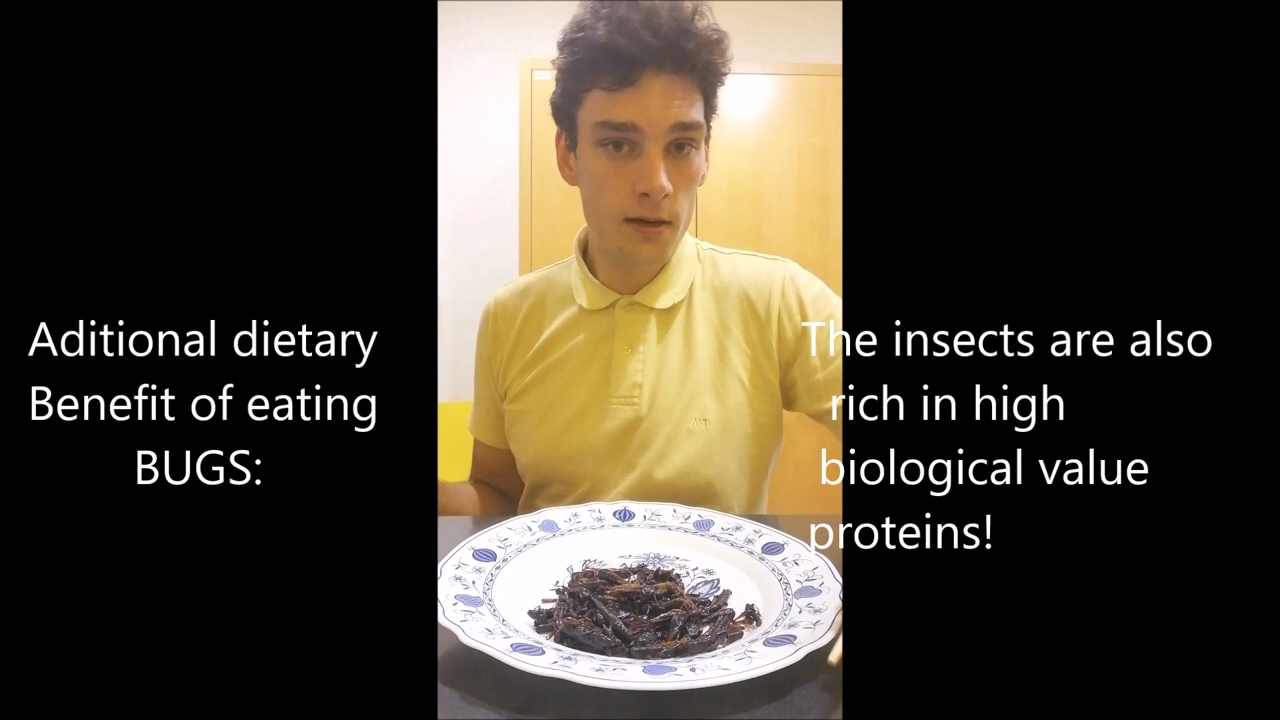 Aditional dietary
Benefit of eating
BUGS:
The insects are also
rich in high
biological value
proteins!